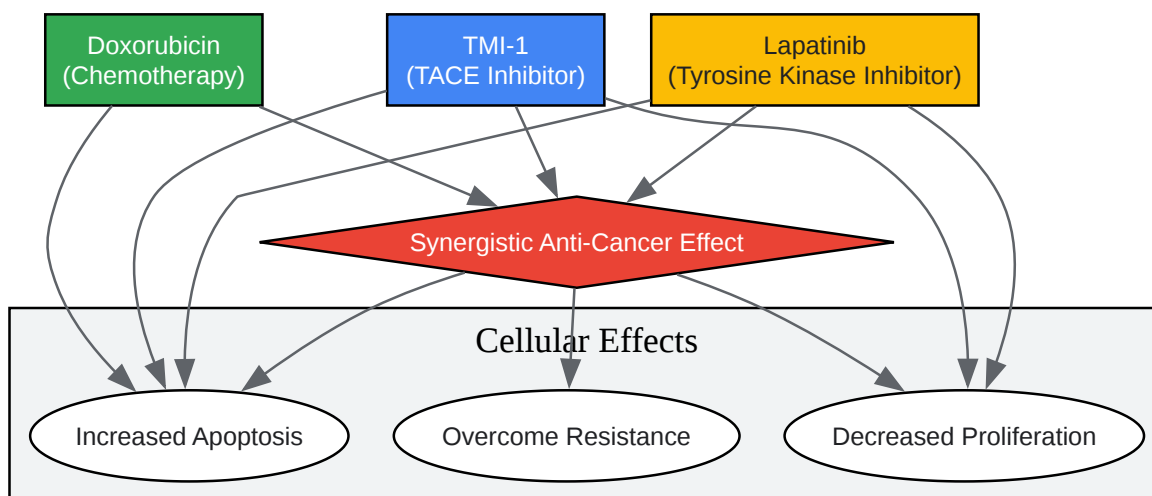 Doxorubicin
(Chemotherapy)
TMI-1
(TACE Inhibitor)
Lapatinib
(Tyrosine Kinase Inhibitor)
Synergistic Anti-Cancer Effect
Cellular Effects
Increased Apoptosis
Overcome Resistance
Decreased Proliferation